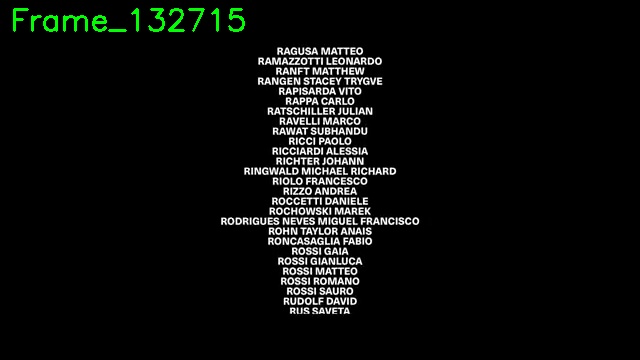 Frame_132715
RAGUSA MATTEO
RAMAZZOTTI LEONARDO
RANFT MATTHEW
RANGEN STACEY TRYGVE
RAPISARDA VITO
RAPPA CARLO
RATSCHILLER JULIAN
RAVELLI MARCO
RAWAT SUBHANDU
RICCI PAOLO
RICCIARDI ALESSIA
RICHTER JOHANN
RINGWALD MICHAEL RICHARD
RIOLO FRANCESCO
RIZZO ANDREA
ROCCETTI DANIELE
ROCHOWSKI MAREK
RODRIGUES NEVES MIGUEL FRANCISCO
ROHN TAYLOR ANAIS
RONCASAGLIA FABIO
ROSSI GAIA
ROSSI GIANLUCA
ROSSI MATTEO
ROSSI ROMANO
ROSSI SAURO
RUDOLF DAVID
RUS SAVETA